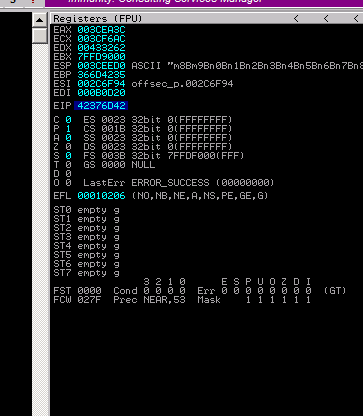 Immunity: Consulting Services Manager
Registers (FPU) < < <
EAX 003CEA3C
ECX 003CF6AC
EDX 00433262
EBX 7FFD9000
ESP 003CEED0 ASCII "m8Bm9Bn0Bn1Bn2Bn3Bn4Bn5Bn6Bn7Bn8
EBP 366D4235
ESI 002C6F94 offsec_p.002C6F94
EDI 000B0D20
EIP 42376D42
C 0 ES 0023 32bit 0(FFFFFFFF)
P 1 CS 001B 32bit 0(FFFFFFFF)
A 0 SS 0023 32bit 0(FFFFFFFF)
Z 0 DS 0023 32bit 0(FFFFFFFF)
S 0 FS 003B 32bit 7FFDF000(FFF)
T 0 GS 0000 NULL
D 0
O 0 LastErr ERROR_SUCCESS (00000000)
EFL 00010206 (NO,NB,NE,A,NS,PE,GE,G)
ST0 empty g
ST1 empty g
ST2 empty g
ST3 empty g
ST4 empty g
ST5 empty g
ST6 empty g
ST7 empty g
3 2 1 0 E S P U O Z D I
FST 0000 Cond 0 0 0 0 Err 0 0 0 0 0 0 0 0 (GT)
FCW 027F Prec NEAR,53 Mask 1 1 1 1 1 1